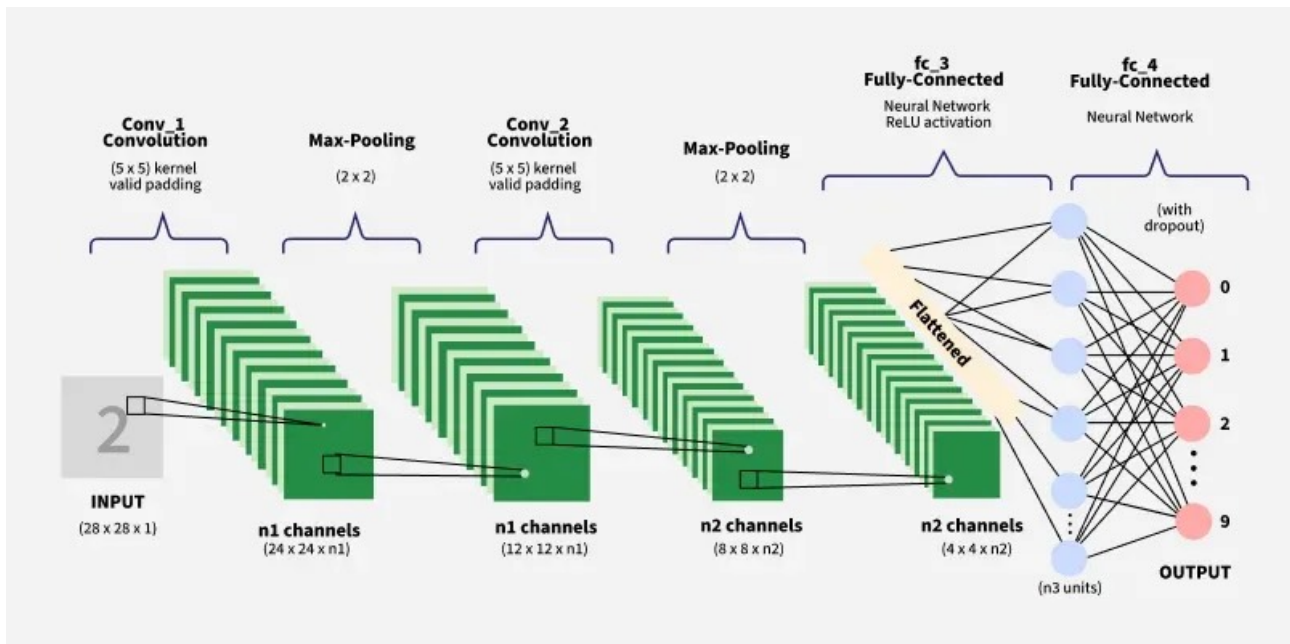 Conv_1
Convolution
(5 x 5) kernel
valid padding
Max-Pooling
(2 x 2)
Conv_2
Convolution
(5 x 5) kernel
valid padding
Max-Pooling
(2 x 2)
fc_3
Fully-Connected
Neural Network
ReLU activation
fc_4
Fully-Connected
Neural Network
(with
dropout)
2
INPUT
(28 x 28 x 1)
n1 channels
(24 x 24 x n1)
n1 channels
(12 x 12 x n1)
n2 channels
(8 x 8 x n2)
n2 channels
(4 x 4 x n2)
Flattened
(n3 units)
0
1
2
9
OUTPUT